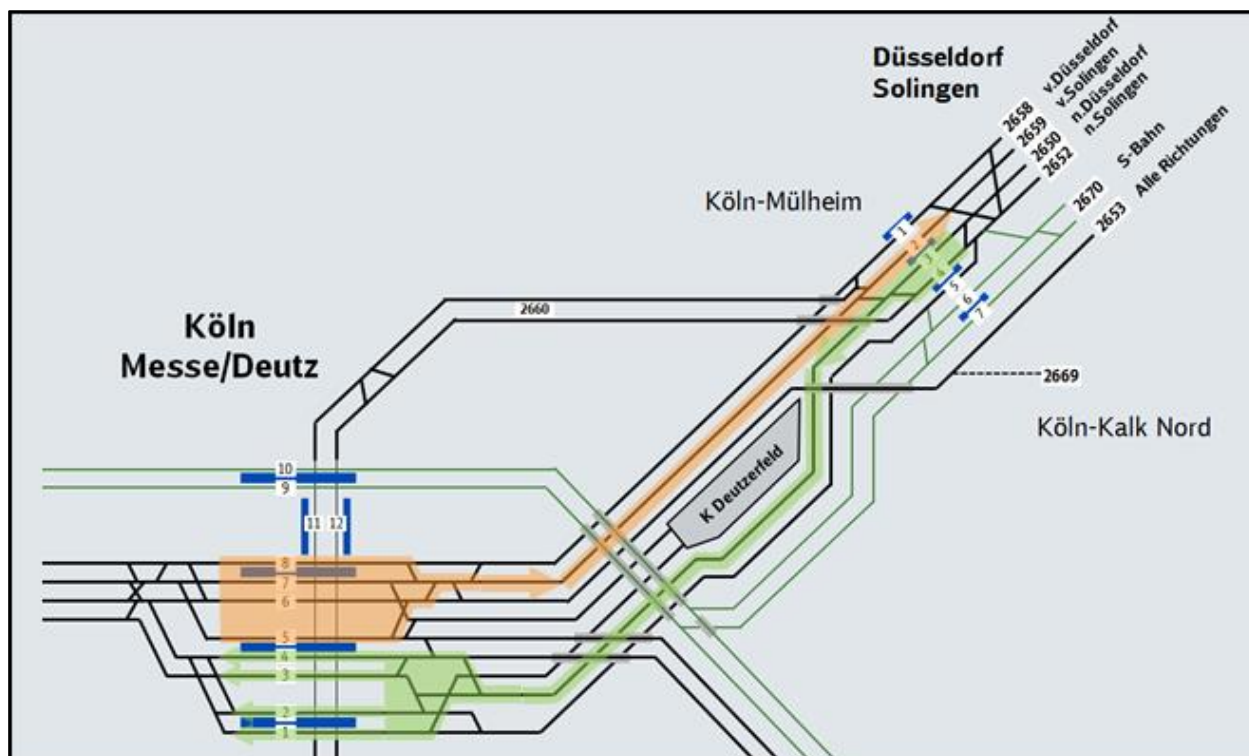 Düsseldorf
Solingen
2658
v.Düsseldorf
2659
v.Solingen
2650
n.Düsseldorf
2652
n.Solingen
2670
S-Bahn
2653
Alle Richtungen
Köln-Mülheim
1
2
3
4
5
6
7
2660
Köln
Messe/Deutz
2669
Köln-Kalk Nord
K Deutzerfeld
10
9
11
12
8
7
6
5
4
3
2
1